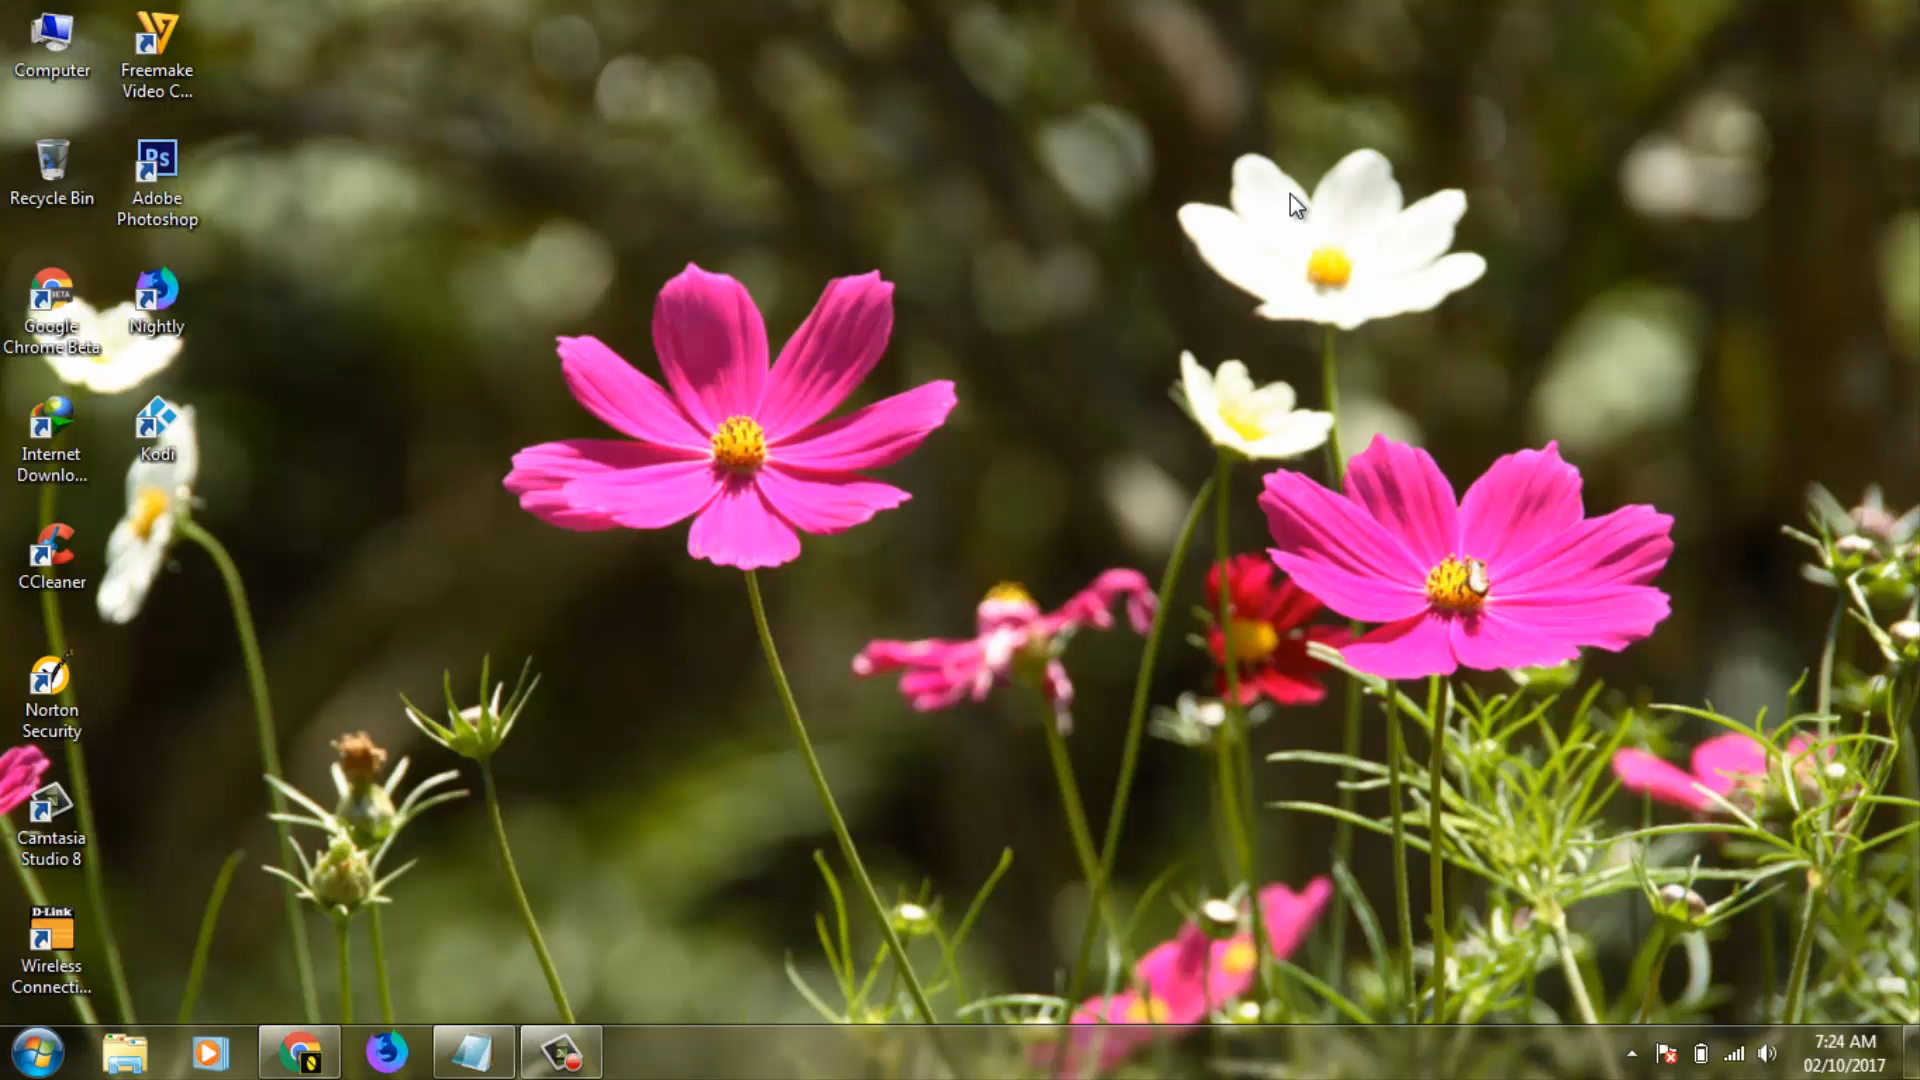 Computer
Freemake
Video C...
Recycle Bin
Ps
Adobe
Photoshop
BETA
Google
Chrome Beta
Nightly
Internet
Downlo...
Kodi
CCleaner
Norton
Security
Camtasia
Studio 8
D-Link
Wireless
Connecti...
7:24 AM
02/10/2017